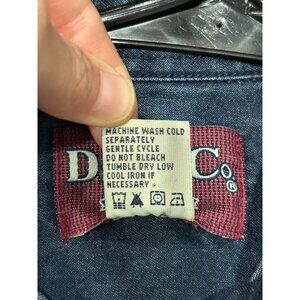 MACHINE WASH COLD
SEPARATELY
GENTLE CYCLE
DO NOT BLEACH
TUMBLE DRY LOW
COOL IRON IF
NECESSARY
D Co
®